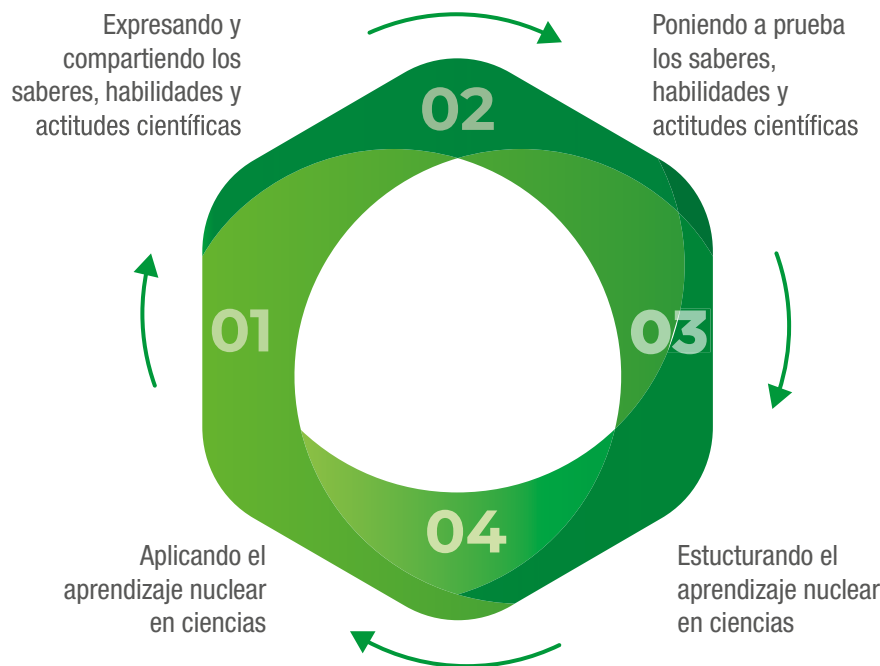 Expresando y
compartiendo los
saberes, habilidades y
actitudes científicas
Poniendo a prueba
los saberes,
habilidades y
actitudes científicas
02
01
03
04
Aplicando el
aprendizaje nuclear
en ciencias
Estucturando el
aprendizaje nuclear
en ciencias